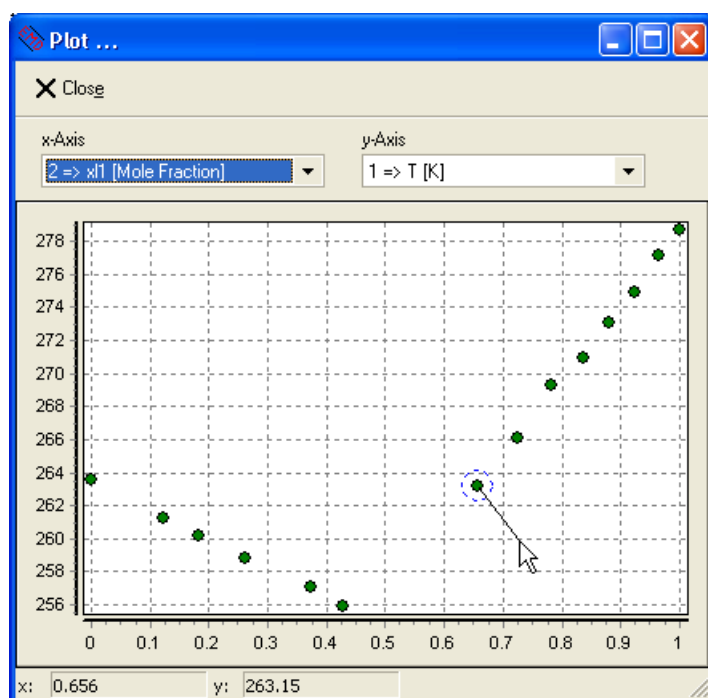 Plot ...
Close
x-Axis
y-Axis
2 => xl1 [Mole Fraction]
1 => T [K]
278
276
274
272
270
268
266
264
262
260
258
256
0 0.1 0.2 0.3 0.4 0.5 0.6 0.7 0.8 0.9 1
x: 0.656 y: 263.15